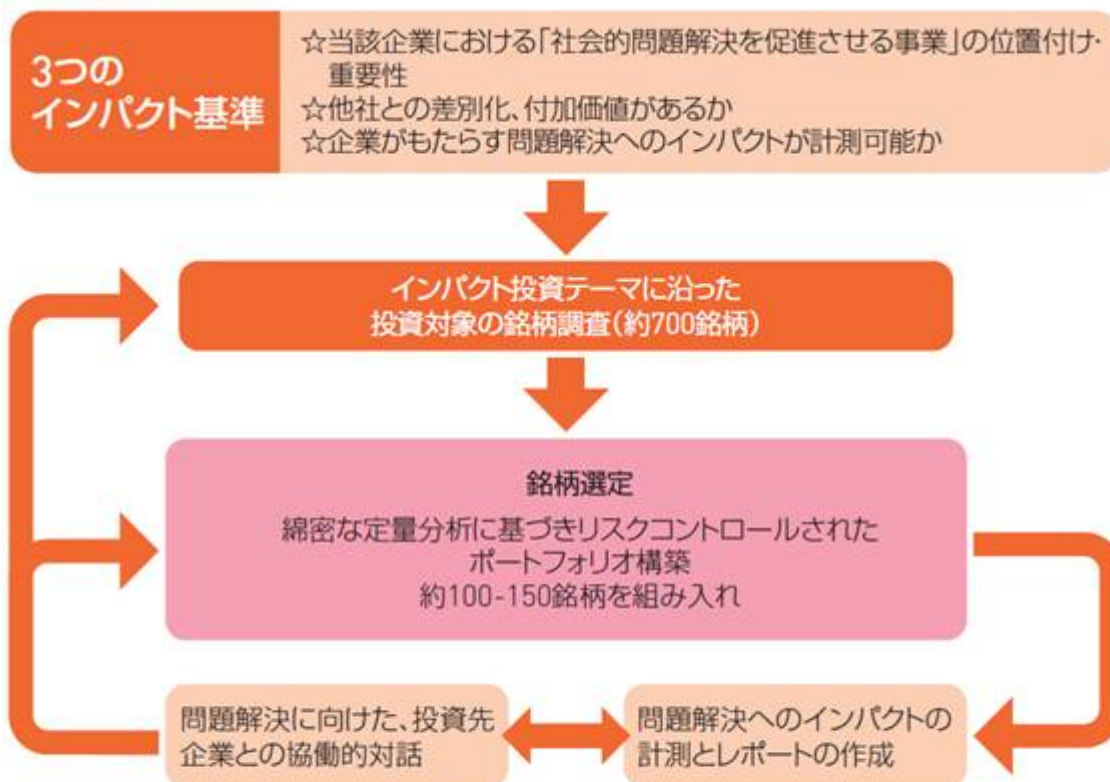 3つの
インパクト基準
☆当該企業における「社会的問題解決を促進させる事業」の位置付け・
重要性
☆他社との差別化、付加価値があるか
☆企業がもたらす問題解決へのインパクトが計測可能か
インパクト投資テーマに沿った
投資対象の銘柄調査(約700銘柄)
銘柄選定
綿密な定量分析に基づきリスクコントロールされた
ポートフォリオ構築
約100-150銘柄を組み入れ
問題解決に向けた、投資先
企業との協働的対話
問題解決へのインパクトの
計測とレポートの作成